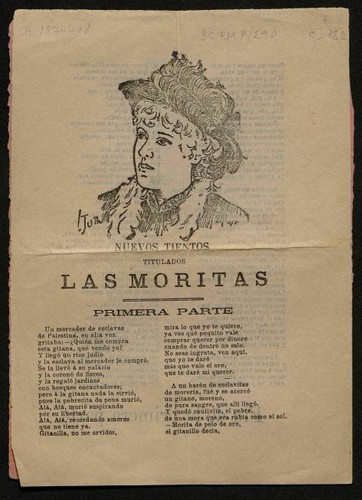 NUEVOS TIENTOS
TITULADOS
LAS MORITAS
PRIMERA PARTE
Un mercader de esclavas
de Palestina, en alta voz
gritaba:—¿Quién me compra
esta gitana, que vendo yo?
Y llegó un rico judío
y la esclava al mercader le compró.
Se la llevó á su palacio
y la coronó de flores,
y la regaló jardines
con bosques encantadores;
pero á la gitana nada la sirvió,
pues la pobrecita de pena murió,
Alá, Alá, murió suspirando
por su libertad.
Alá, Alá, recordando amores
que no tiene ya.
Gitanilla, no me olvides,
mira lo que yo te quiero,
ya ves qué poquito vale
comprar querer por dinero
cuando de dentro no sale.
No seas ingrata, ven aquí,
que yo te daré
más que vale el oro,
que te daré mi querer.
A un harén de esclavitas
de morería, fué y se acercó
un gitano, moreno,
de pura sangre, que allí llegó.
Y quedó cautivito, el pobre,
de una mora que era rubia como el sol.
—Morita de pelo de oro,
el gitanillo decía,